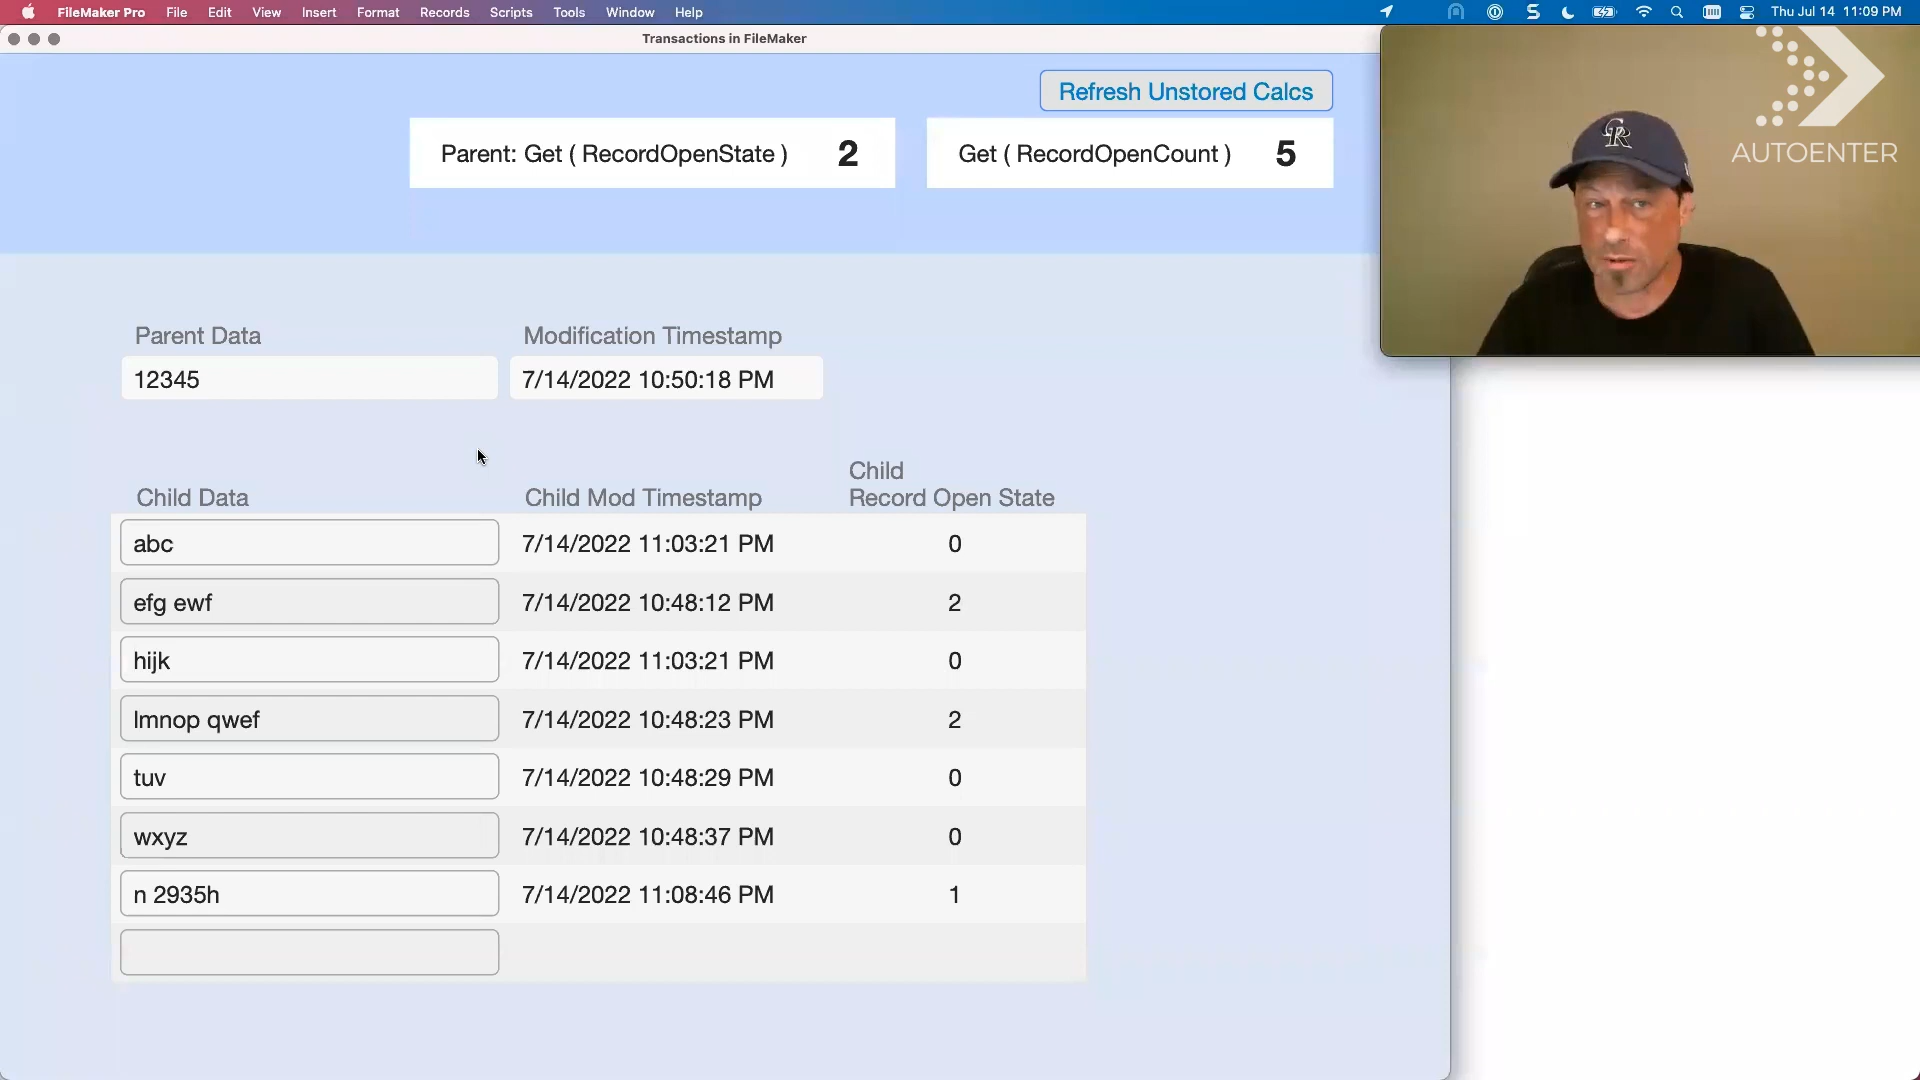 FileMaker Pro File Edit View Insert Format Records Scripts Tools Window Help Thu Jul 14 11:09 PM
Transactions in FileMaker
Refresh Unstored Calcs
Parent: Get ( RecordOpenState ) 2 Get ( RecordOpenCount ) 5
CR
AUTOENTER
Parent Data Modification Timestamp
12345 7/14/2022 10:50:18 PM
Child
Child Data Child Mod Timestamp Record Open State
abc 7/14/2022 11:03:21 PM 0
efg ewf 7/14/2022 10:48:12 PM 2
hijk 7/14/2022 11:03:21 PM 0
lmnop qwef 7/14/2022 10:48:23 PM 2
tuv 7/14/2022 10:48:29 PM 0
wxyz 7/14/2022 10:48:37 PM 0
n 2935h 7/14/2022 11:08:46 PM 1